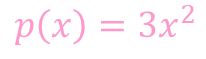 p(x) = 3x²